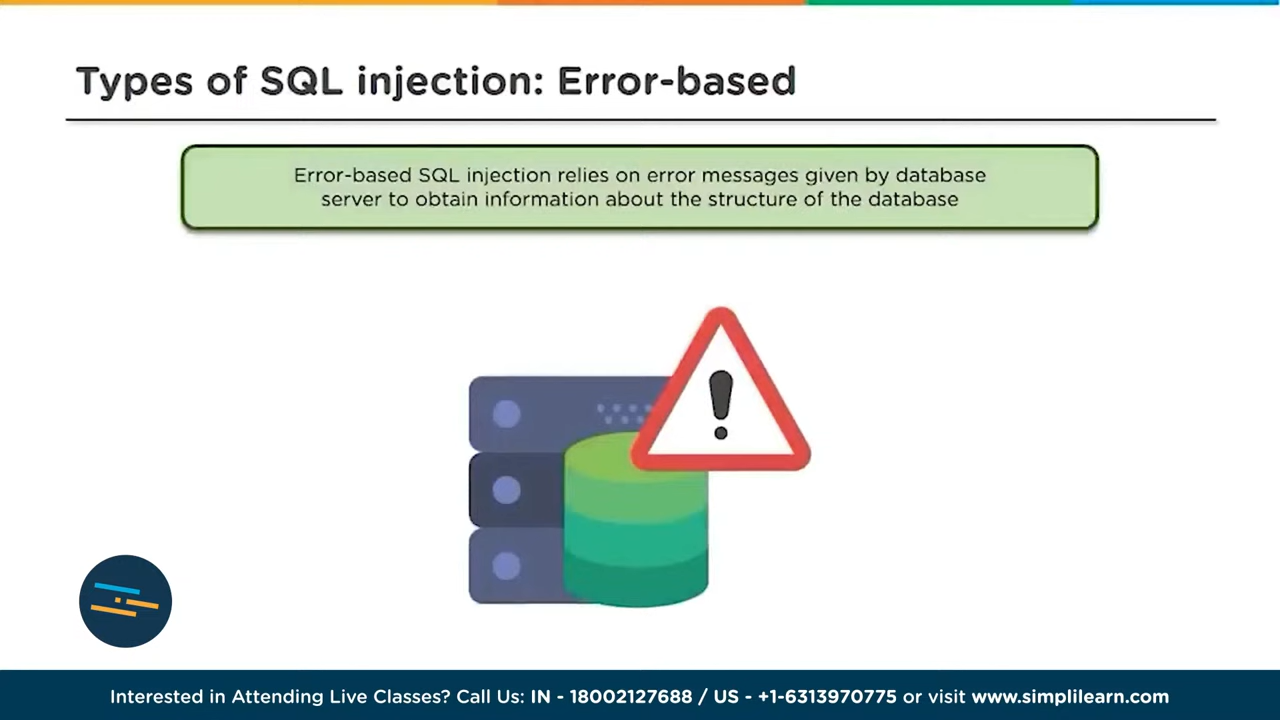 Types of SQL injection: Error-based
Error-based SQL injection relies on error messages given by database
server to obtain information about the structure of the database
Interested in Attending Live Classes? Call Us: IN - 18002127688 / US - +1-6313970775 or visit www.simplilearn.com